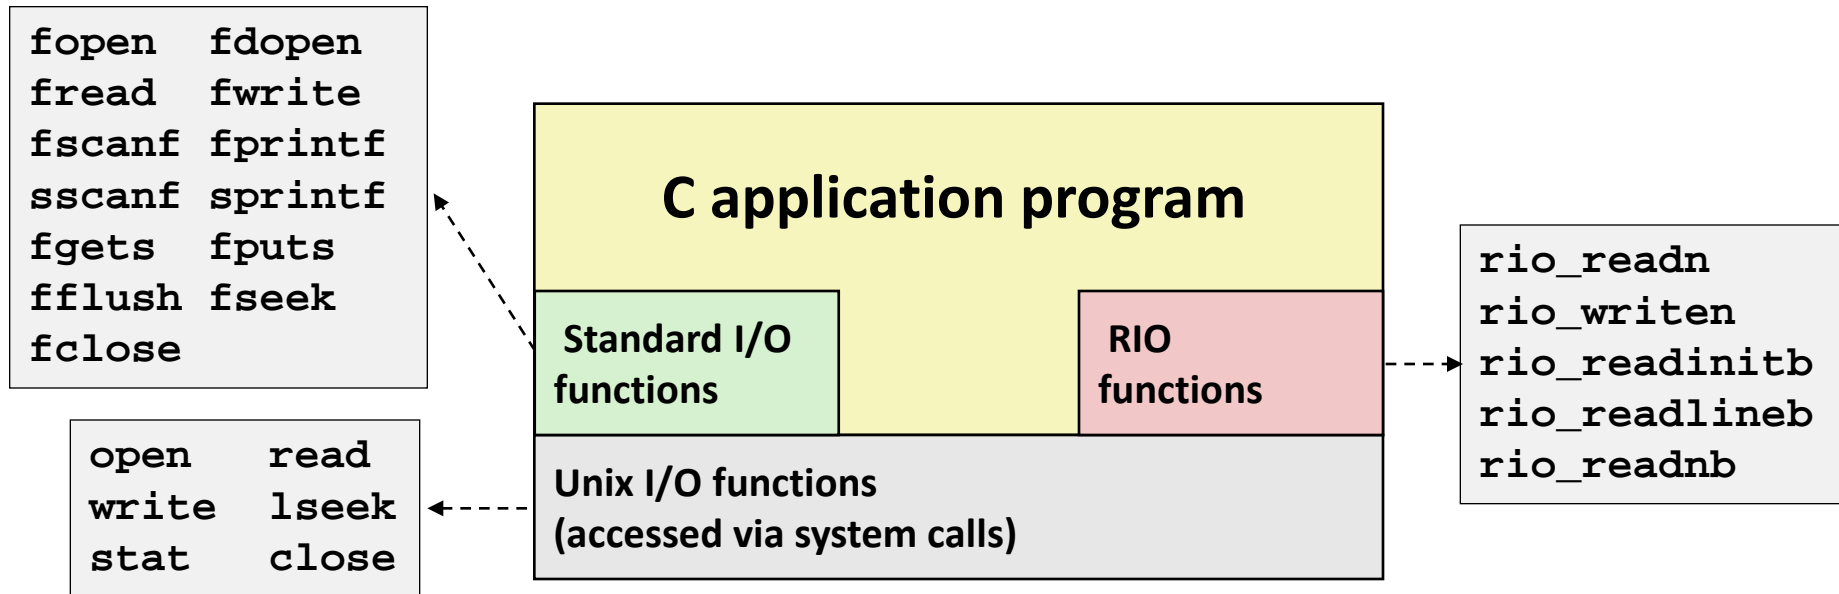 fopen fdopen
fread fwrite
fscanf fprintf
sscanf sprintf
fgets fputs
fflush fseek
fclose
C application program
Standard I/O
functions
RIO
functions
rio_readn
rio_writen
rio_readinitb
rio_readlineb
rio_readnb
open read
write lseek
stat close
Unix I/O functions
(accessed via system calls)